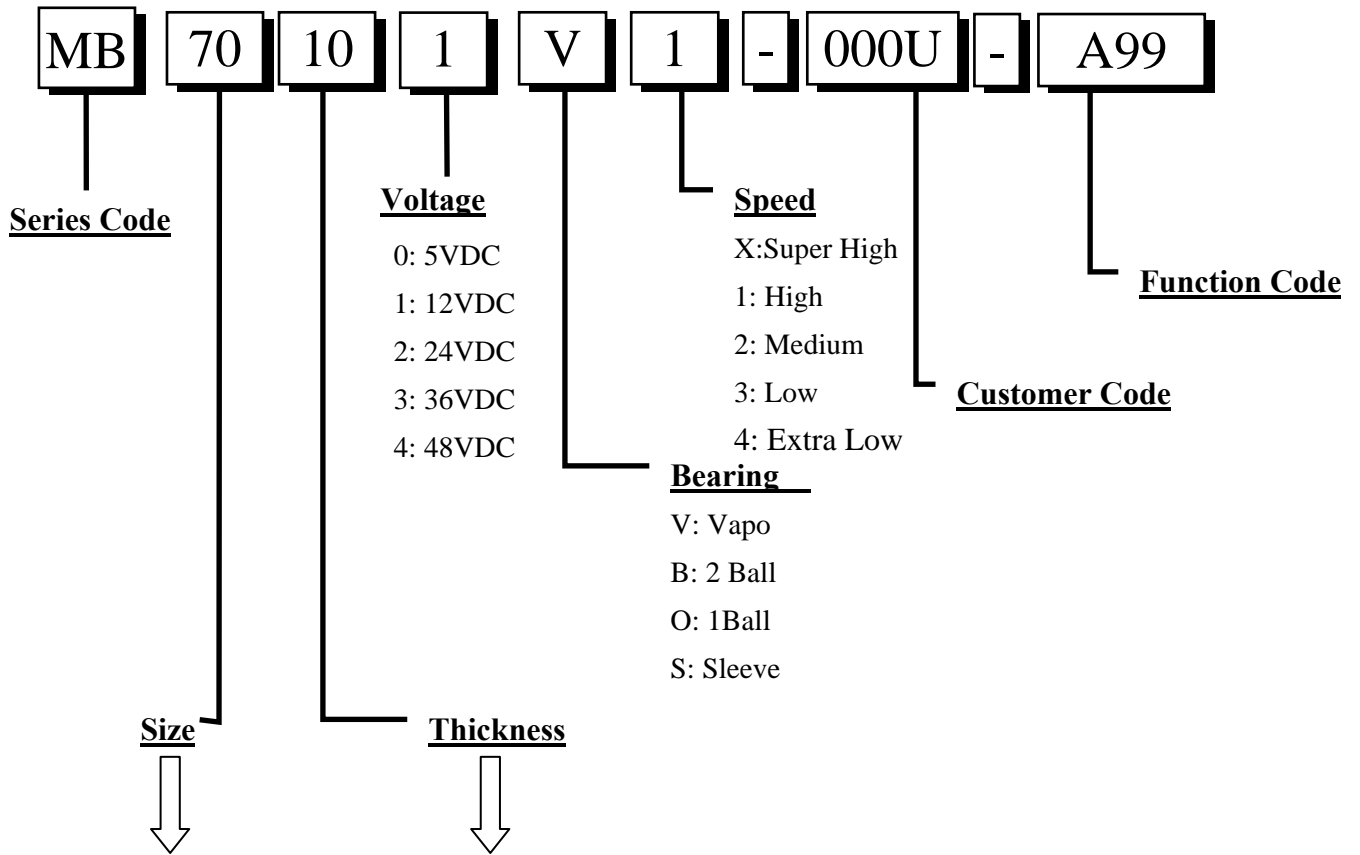 MB 70 10 1 V 1 - 000U - A99
Series Code
Voltage
0: 5VDC
1: 12VDC
2: 24VDC
3: 36VDC
4: 48VDC
Speed
X:Super High
1: High
2: Medium
3: Low
4: Extra Low
Function Code
Customer Code
Bearing
V: Vapo
B: 2 Ball
O: 1Ball
S: Sleeve
Size
Thickness